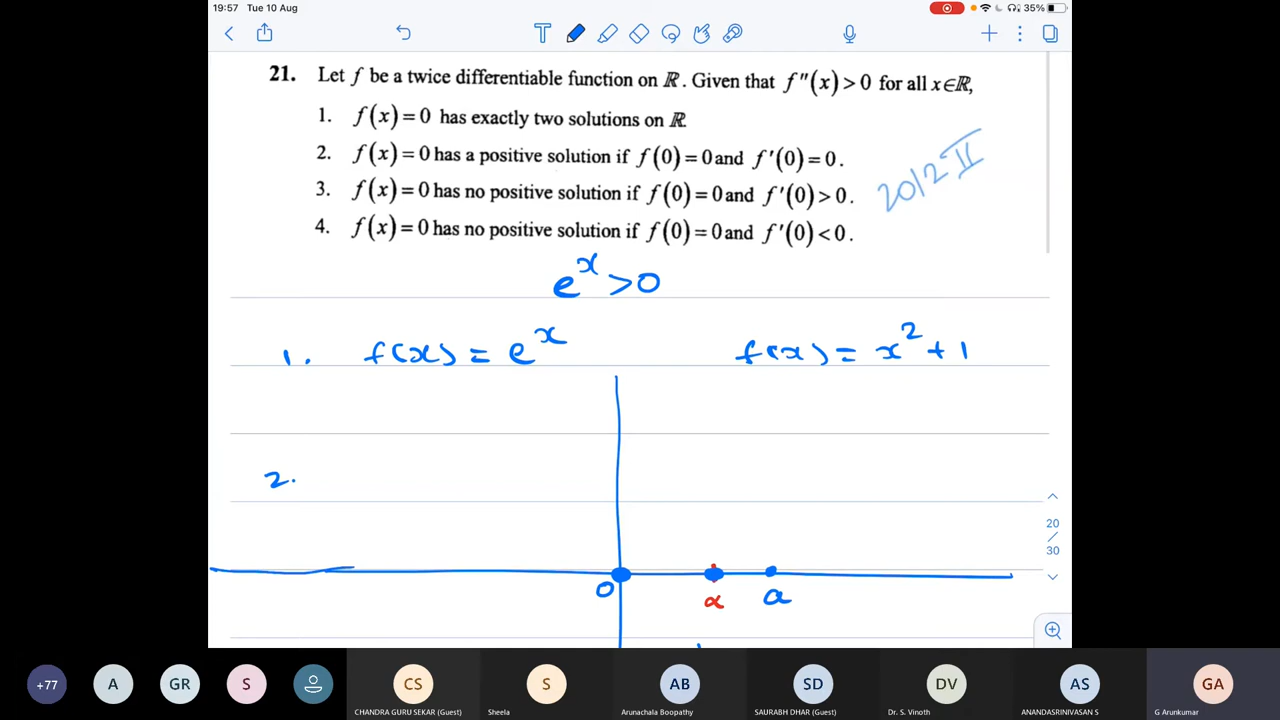 19:57 Tue 10 Aug 35%
21. Let f be a twice differentiable function on ℝ. Given that f"(x)>0 for all x∈ℝ,
1. f(x)=0 has exactly two solutions on ℝ
2. f(x)=0 has a positive solution if f(0)=0 and f'(0)=0.
3. f(x)=0 has no positive solution if f(0)=0 and f'(0)>0.
4. f(x)=0 has no positive solution if f(0)=0 and f'(0)<0.
2012 II
e^x >0
1. f(x) = e^x f(x) = x^2 + 1
2.
20
/
30
0 α a
+77 A GR S CS S AB SD DV AS GA
CHANDRA GURU SEKAR (Guest) Sheela Arunachala Boopathy SAURABH DHAR (Guest) Dr. S. Vinoth ANANDASRINIVASAN S G Arunkumar